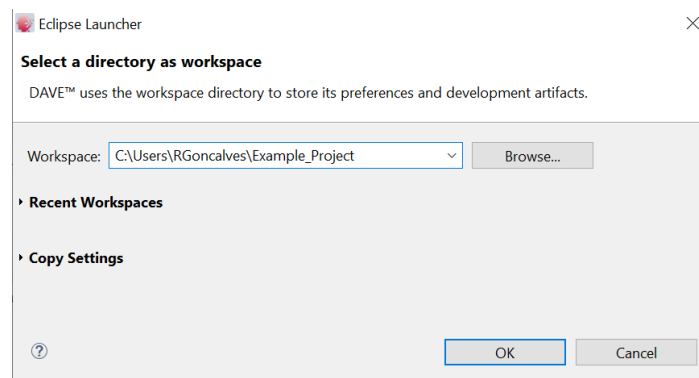 Eclipse Launcher
Select a directory as workspace
DAVE™ uses the workspace directory to store its preferences and development artifacts.
Workspace: C:\Users\RGoncalves\Example_Project Browse...
Recent Workspaces
Copy Settings
? OK Cancel